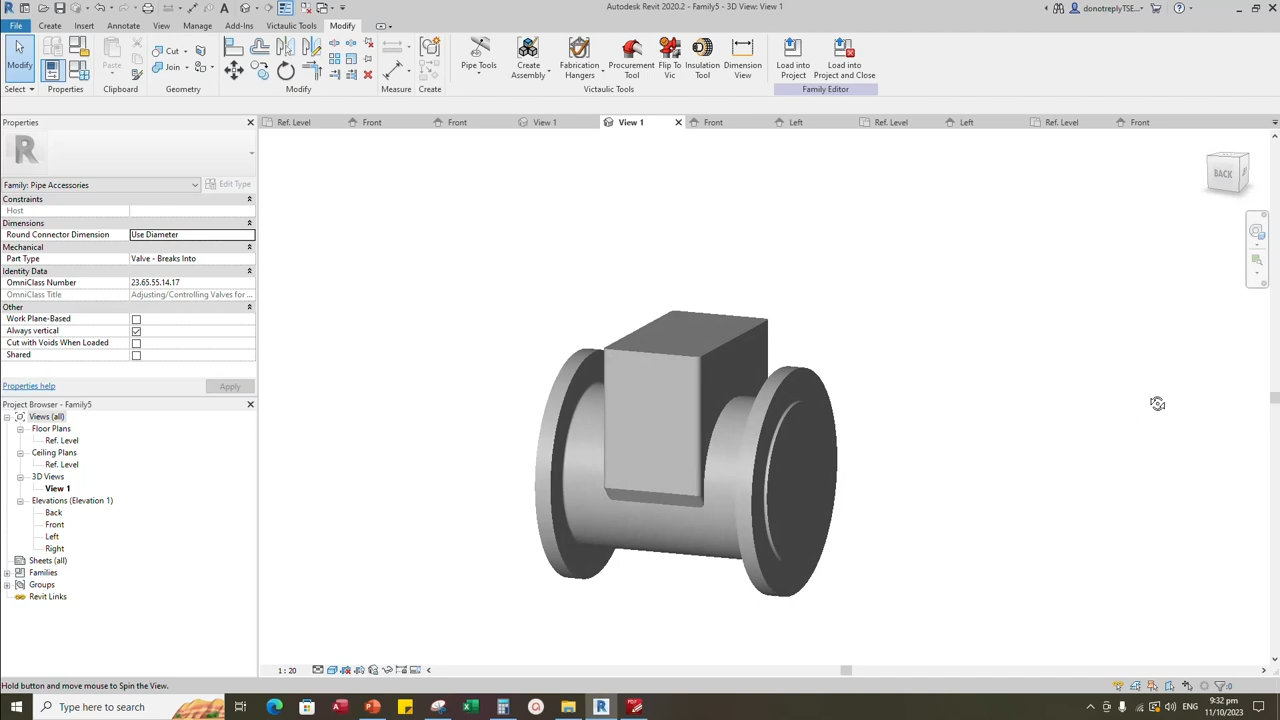 Autodesk Revit 2020.2 - Family5 - 3D View: View 1
donotreplyTSE...
File Create Insert Annotate View Manage Add-Ins Victaulic Tools Modify
Modify Paste Cut Join Pipe Tools Create Assembly Fabrication Hangers Procurement Tool Flip To Vic Insulation Tool Dimension View Load into Project Load into Project and Close
Select Properties Clipboard Geometry Modify Measure Create Victaulic Tools Family Editor
Properties
Ref. Level Front Front View 1 View 1 Front Left Ref. Level Left Ref. Level Front
Family: Pipe Accessories Edit Type
Constraints
Host
Dimensions
Round Connector Dimension Use Diameter
Mechanical
Part Type Valve - Breaks Into
Identity Data
OmniClass Number 23.65.55.14.17
OmniClass Title Adjusting/Controlling Valves for ...
Other
Work Plane-Based
Always vertical
Cut with Voids When Loaded
Shared
Properties help Apply
Project Browser - Family5
Views (all)
Floor Plans
Ref. Level
Ceiling Plans
Ref. Level
3D Views
View 1
Elevations (Elevation 1)
Back
Front
Left
Right
Sheets (all)
Families
Groups
Revit Links
BACK
1 : 20
Hold button and move mouse to Spin the View.
:0
Type here to search
9:32 pm
11/10/2023